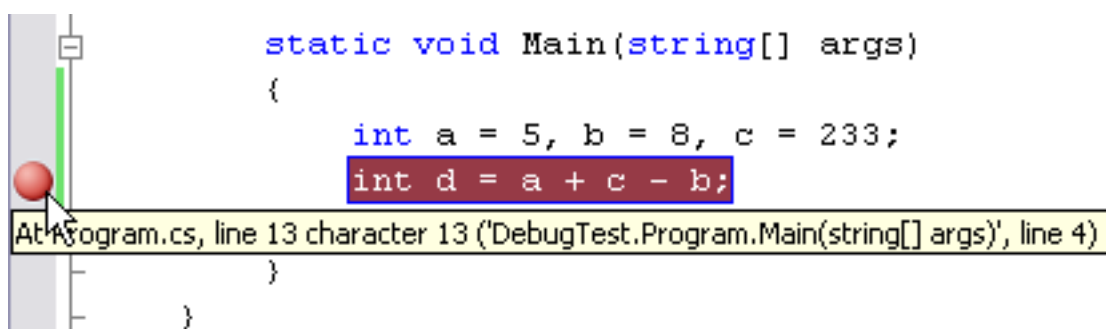 static void Main(string[] args)
{
int a = 5, b = 8, c = 233;
int d = a + c - b;
At Program.cs, line 13 character 13 ('DebugTest.Program.Main(string[] args)', line 4)
}
}